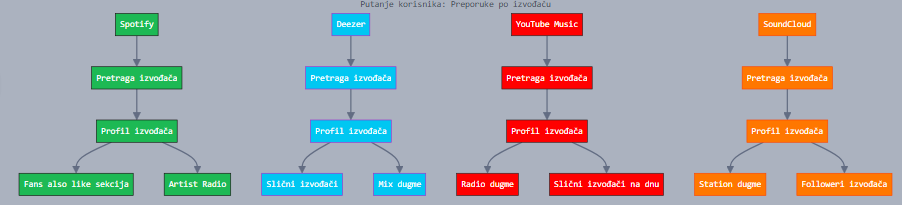 Putanje korisnika: Preporuke po izvođaču
Spotify
Deezer
YouTube Music
SoundCloud
Pretraga izvođača
Pretraga izvođača
Pretraga izvođača
Pretraga izvođača
Profil izvođača
Profil izvođača
Profil izvođača
Profil izvođača
Fans also like sekcija
Artist Radio
Slični izvođači
Mix dugme
Radio dugme
Slični izvođači na dnu
Station dugme
Followeri izvođača